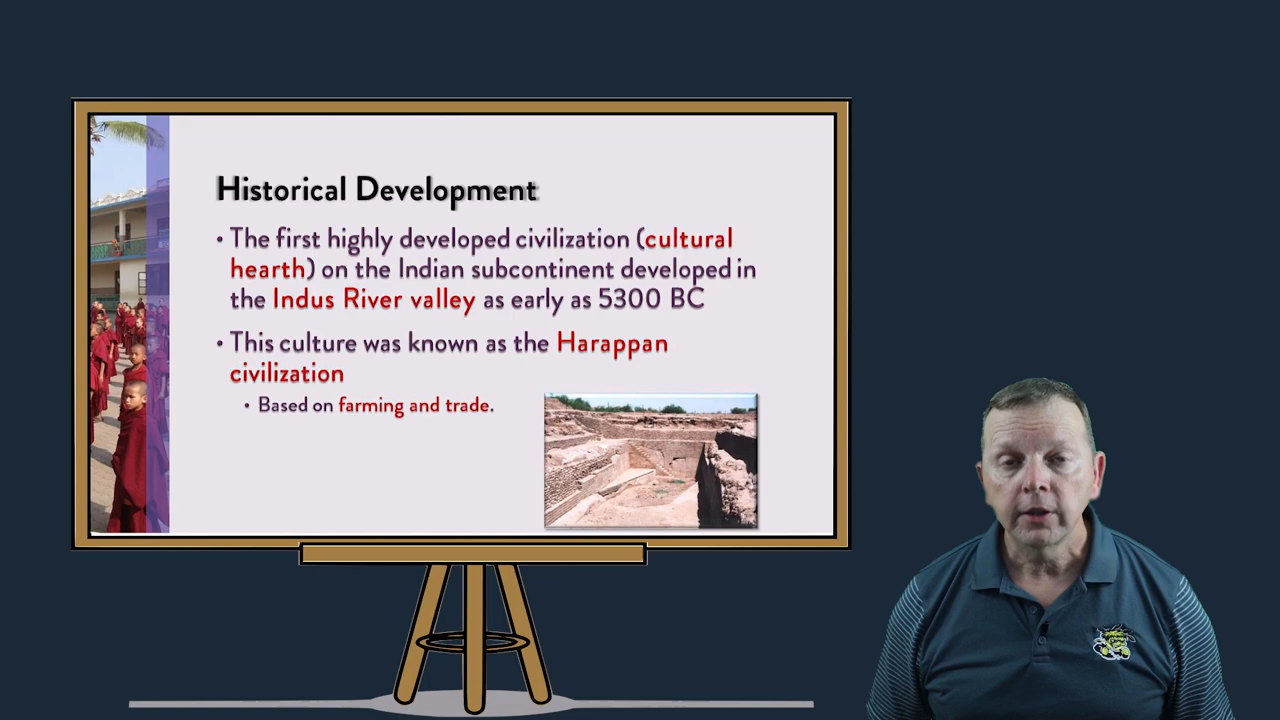 Historical Development
• The first highly developed civilization (cultural
hearth) on the Indian subcontinent developed in
the Indus River valley as early as 5300 BC
• This culture was known as the Harappan
civilization
• Based on farming and trade.